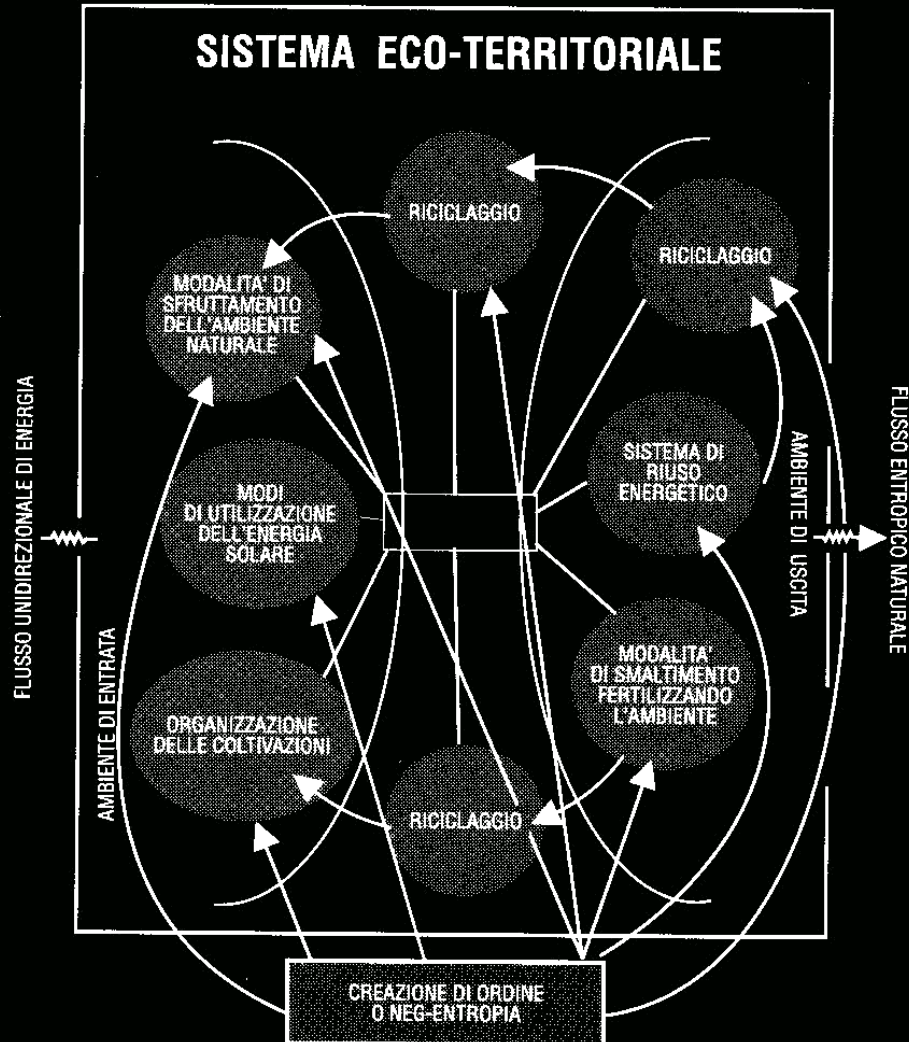 SISTEMA ECO-TERRITORIALE
RICICLAGGIO
RICICLAGGIO
MODALITA' DI
SFRUTTAMENTO
DELL'AMBIENTE
NATURALE
FLUSSO UNIDIREZIONALE DI ENERGIA
MODI
DI UTILIZZAZIONE
DELL'ENERGIA
SOLARE
SISTEMA DI
RIUSO
ENERGETICO
AMBIENTE DI USCITA
FLUSSO ENTROPICO NATURALE
AMBIENTE DI ENTRATA
ORGANIZZAZIONE
DELLE COLTIVAZIONI
MODALITA'
DI SMALTIMENTO
FERTILIZZANDO
L'AMBIENTE
RICICLAGGIO
CREAZIONE DI ORDINE
O NEG-ENTROPIA